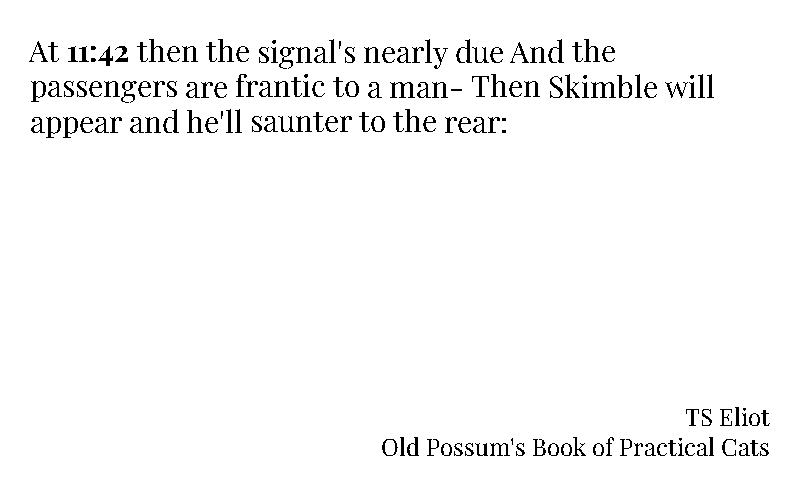 At 11:42 then the signal's nearly due And the
passengers are frantic to a man- Then Skimble will
appear and he'll saunter to the rear:
TS Eliot
Old Possum's Book of Practical Cats